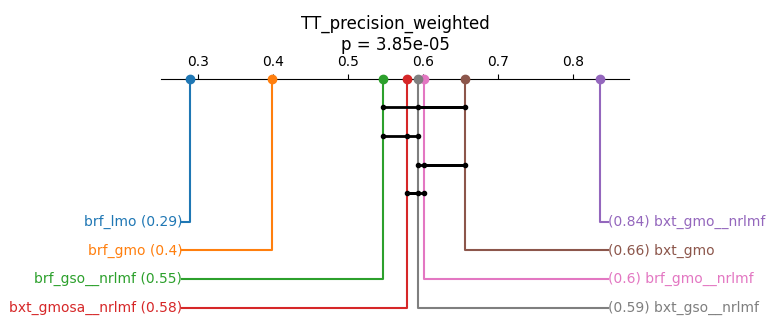 TT_precision_weighted
p = 3.85e-05
0.3 0.4 0.5 0.6 0.7 0.8
brf_lmo (0.29)
(0.84) bxt_gmo__nrlmf
brf_gmo (0.4)
(0.66) bxt_gmo
brf_gso__nrlmf (0.55)
(0.6) brf_gmo__nrlmf
bxt_gmosa__nrlmf (0.58)
(0.59) bxt_gso__nrlmf